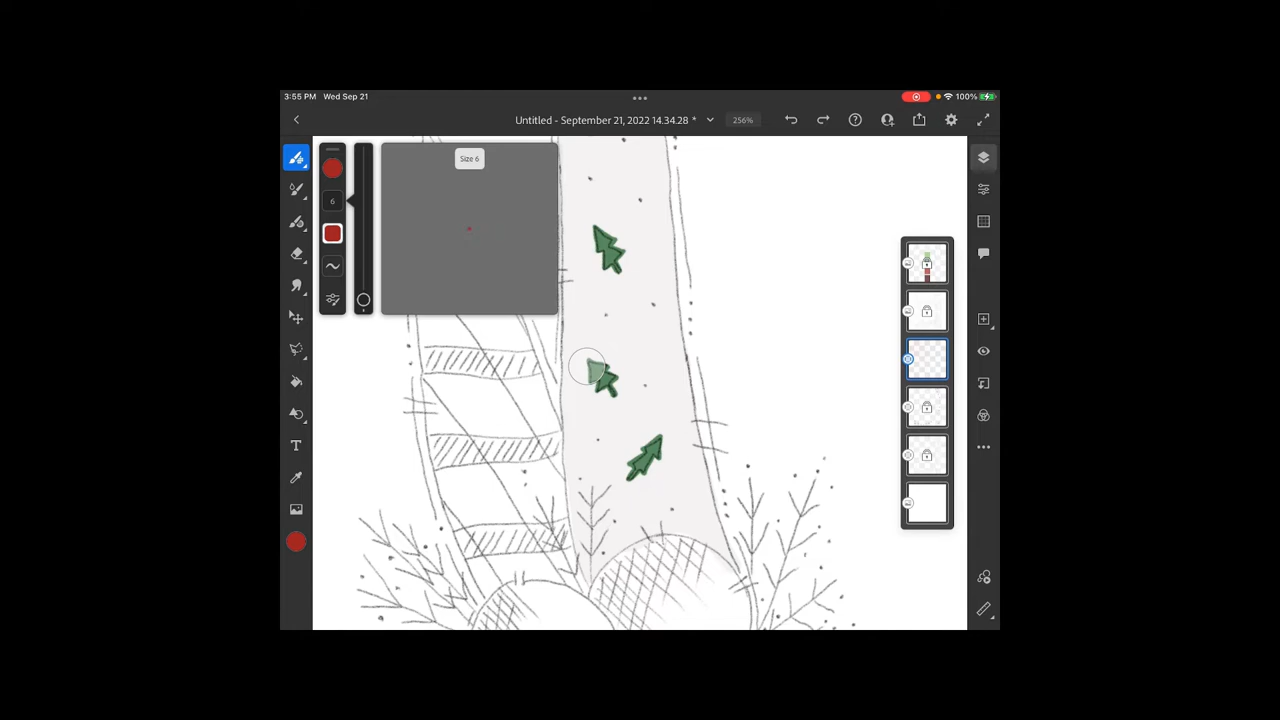 3:55 PM Wed Sep 21
100%
Untitled - September 21, 2022 14.34.28 *
256%
Size 6
6
T